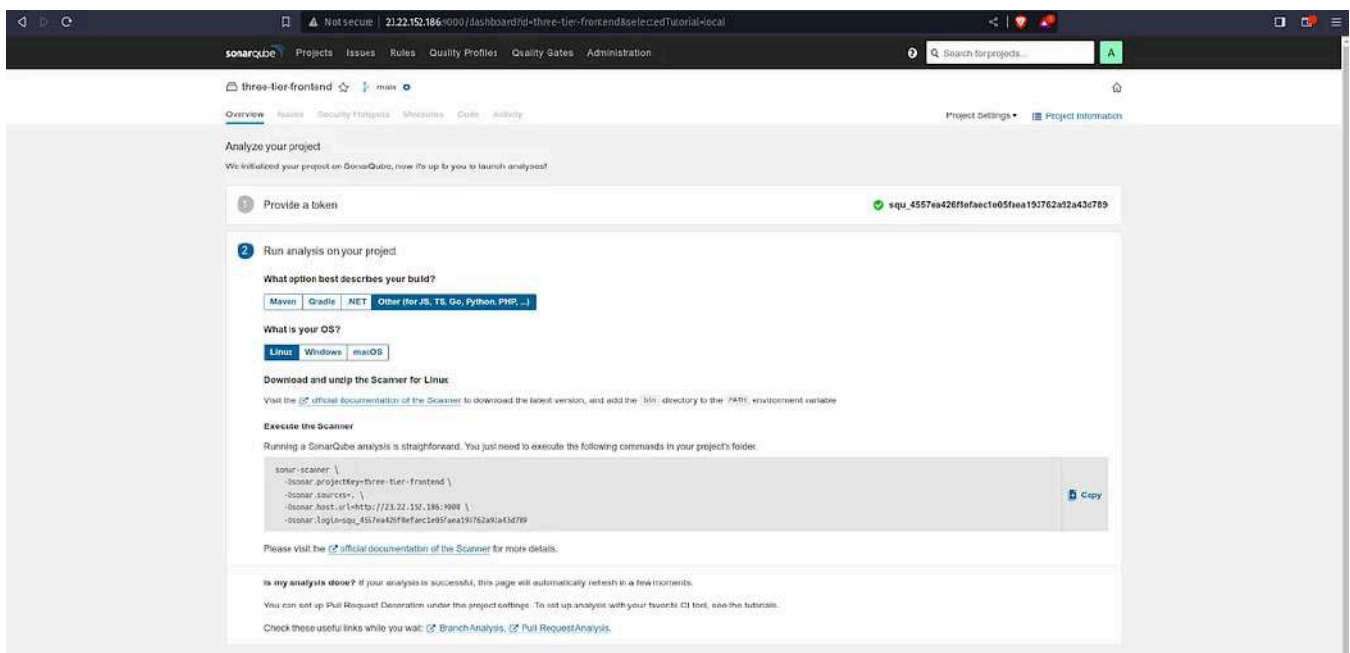 Not secure | 23.22.152.186:9000/dashboard?id=three-tier-frontend&selectedTutorial=local
sonarqube Projects Issues Rules Quality Profiles Quality Gates Administration
Search for projects...
A
three-tier-frontend main
Overview Issues Security Hotspots Measures Code Activity
Project Settings Project Information
Analyze your project
We initialized your project on SonarQube, now it's up to you to launch analyses!
1 Provide a token
2 Run analysis on your project
What option best describes your build?
Maven Gradle .NET Other (for JS, TS, Go, Python, PHP, ...)
What is your OS?
Linux Windows macOS
Download and unzip the Scanner for Linux
Visit the official documentation of the Scanner to download the latest version, and add the bin directory to the PATH environment variable
Execute the Scanner
Running a SonarQube analysis is straighforward. You just need to execute the following commands in your project's folder.
sonar-scanner \
-Dsonar.projectKey=three-tier-frontend \
-Dsonar.sources=. \
-Dsonar.host.url=http://23.22.152.186:9000 \
Copy
Please visit the official documentation of the Scanner for more details.
Is my analysis done? If your analysis is successful, this page will automatically refresh in a few moments.
You can set up Pull Request Decoration under the project settings. To set up analysis with your favorite CI tool, see the tutorials.
Check these useful links while you wait: Branch Analysis, Pull Request Analysis.